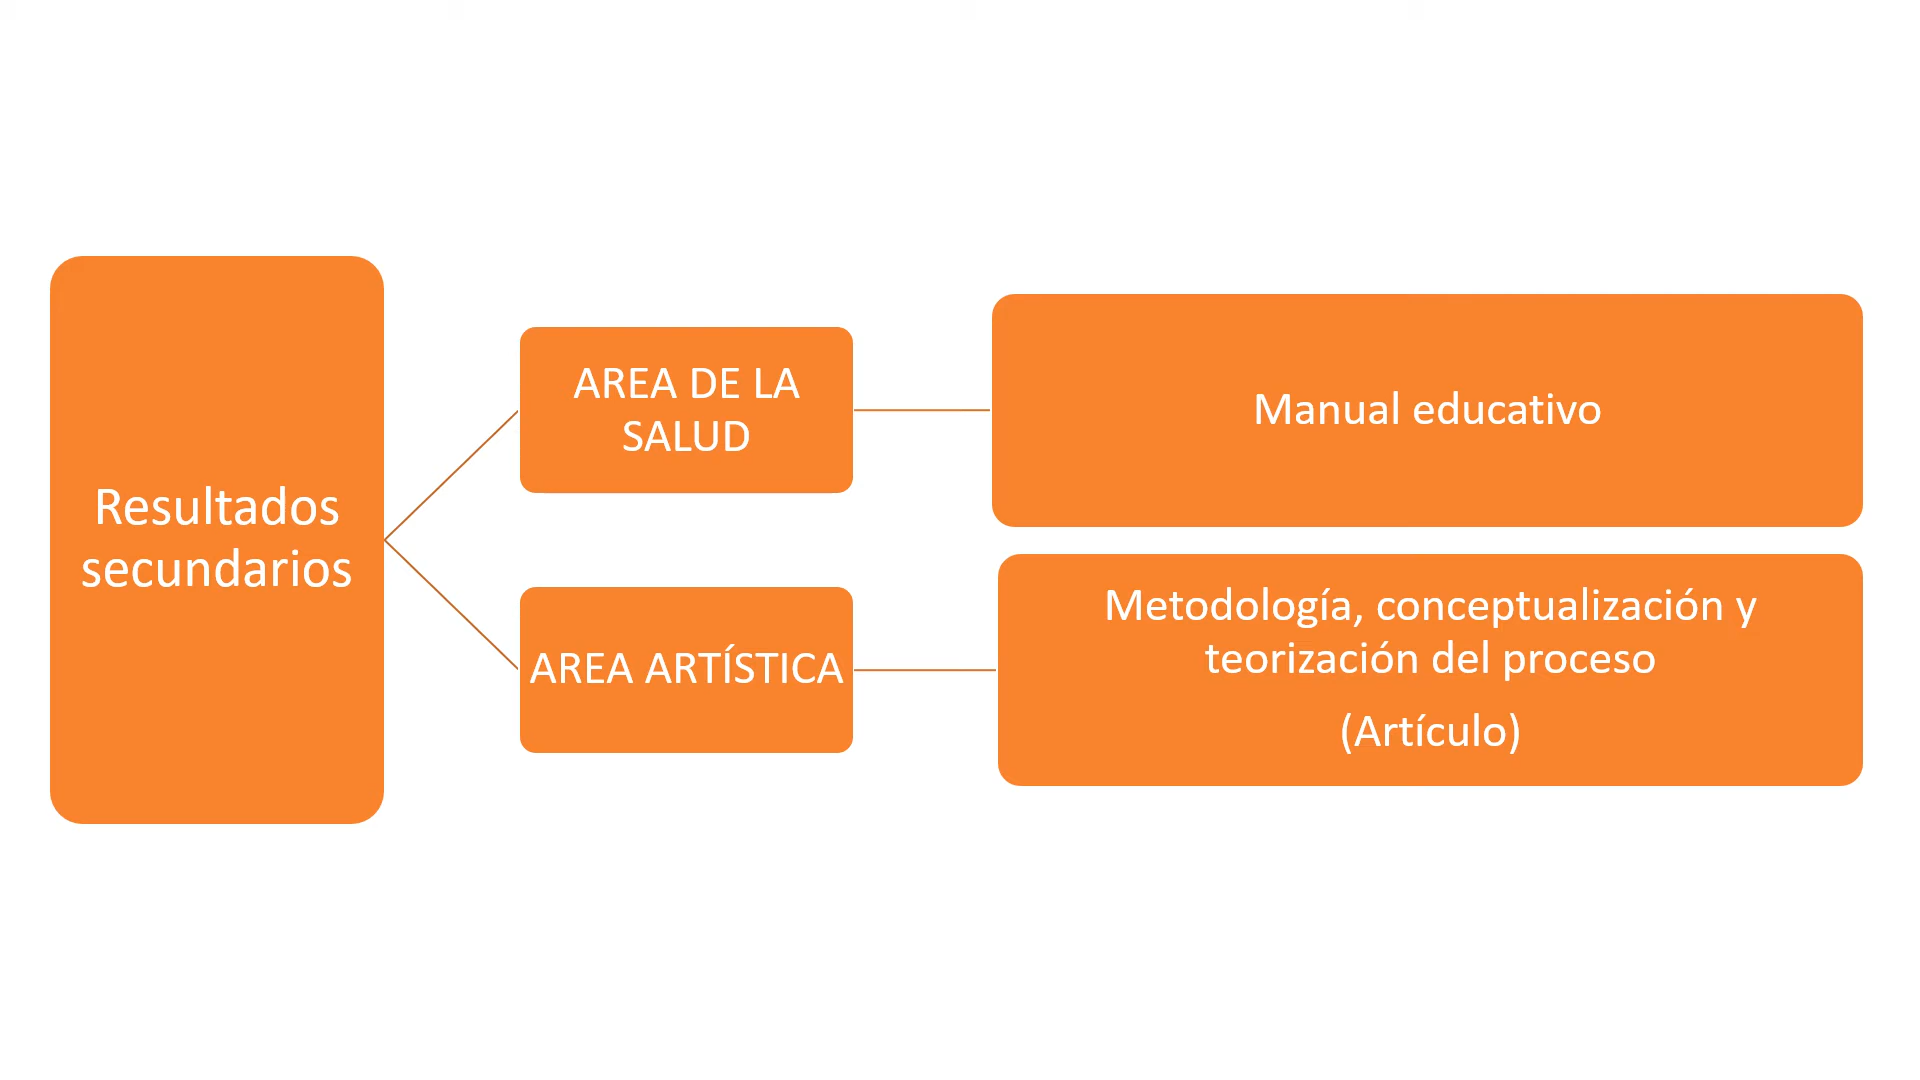 Resultados
secundarios
AREA DE LA
SALUD
Manual educativo
AREA ARTÍSTICA
Metodología, conceptualización y
teorización del proceso
(Artículo)